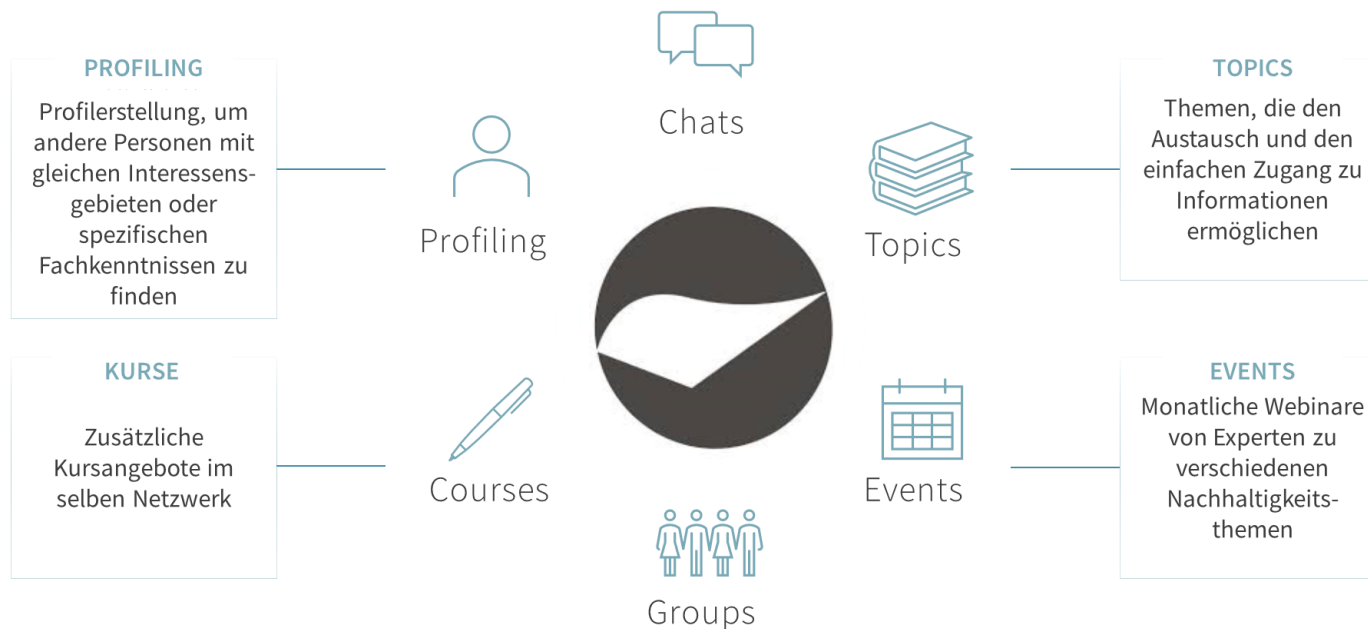 PROFILING
Profilerstellung, um
andere Personen mit
gleichen Interessens-
gebieten oder
spezifischen
Fachkenntnissen zu
finden
KURSE
Zusätzliche
Kursangebote im
selben Netzwerk
Chats
Profiling
Topics
Courses
Events
Groups
TOPICS
Themen, die den
Austausch und den
einfachen Zugang zu
Informationen
ermöglichen
EVENTS
Monatliche Webinare
von Experten zu
verschiedenen
Nachhaltigkeits-
themen